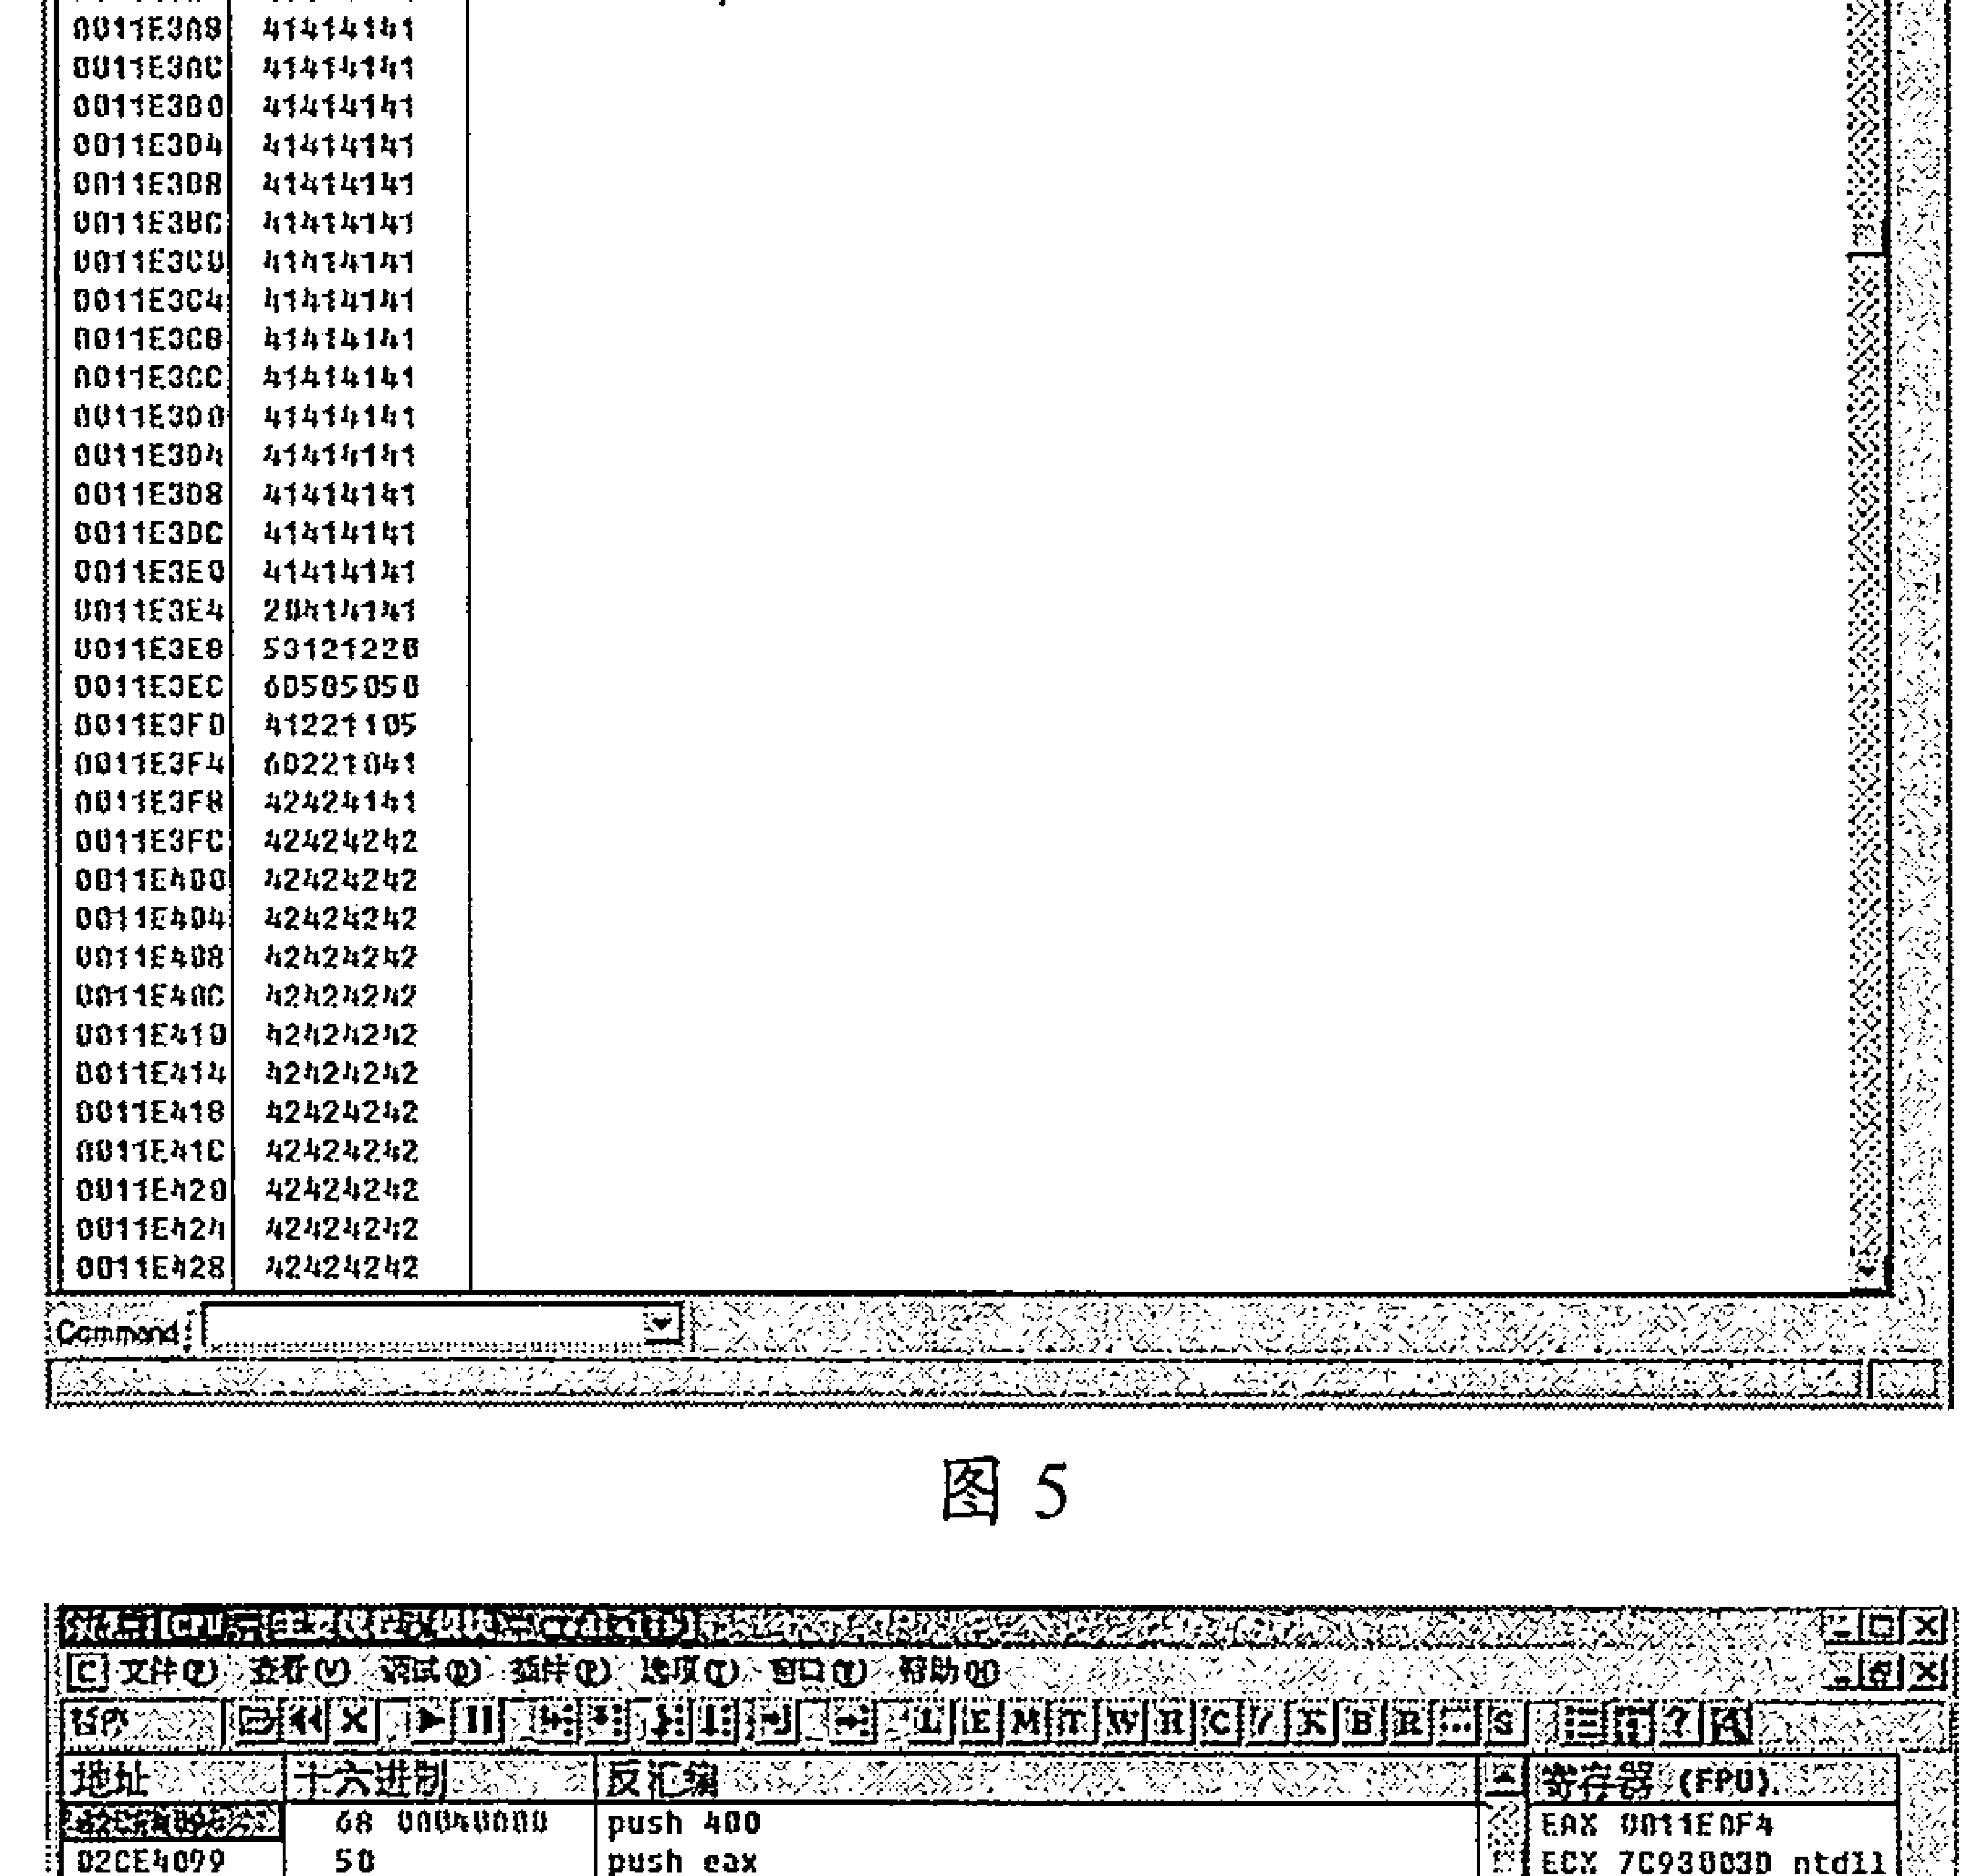 0011E3A8 41414141
0011E3AC 41414141
0011E3B0 41414141
0011E3B4 41414141
0011E3B8 41414141
0011E3BC 41414141
0011E3C0 41414141
0011E3C4 41414141
0011E3C8 41414141
0011E3CC 41414141
0011E3D0 41414141
0011E3D4 41414141
0011E3D8 41414141
0011E3DC 41414141
0011E3E0 41414141
0011E3E4
0011E3E8
0011E3EC
0011E3F0 41221105
0011E3F4
0011E3F8 42424141
0011E3FC 42424242
0011E400 42424242
0011E404 42424242
0011E408 42424242
0011E40C 42424242
0011E410 42424242
0011E414 42424242
0011E418 42424242
0011E41C 42424242
0011E420 42424242
0011E424 42424242
0011E428 42424242
Command:
图 5
C 文件(F) 查看(V) 调试(D) 插件(P) 选项(T) 窗口(W) 帮助(H)
暂停 L E M T W H C / K B R ... S ?
地址 十六进制 反汇编 寄存器 (FPU)
68 00040000 push 400 EAX 0011E0F4
02CE4099 50 push eax ECX 7C93003D ntdll